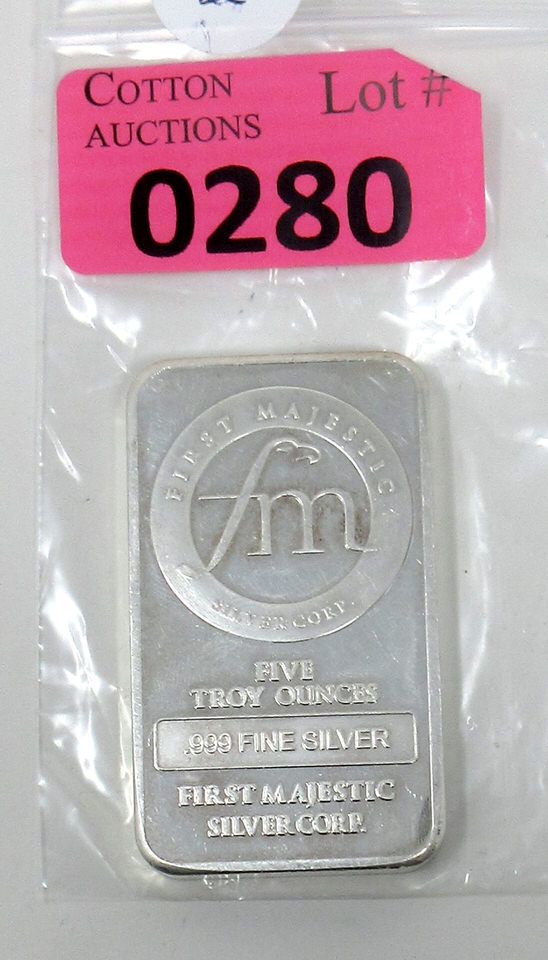 COTTON
AUCTIONS
Lot #
0280
FIRST MAJESTIC
fm
SILVER CORP.
FIVE
TROY OUNCES
.999 FINE SILVER
FIRST MAJESTIC
SILVER CORP.